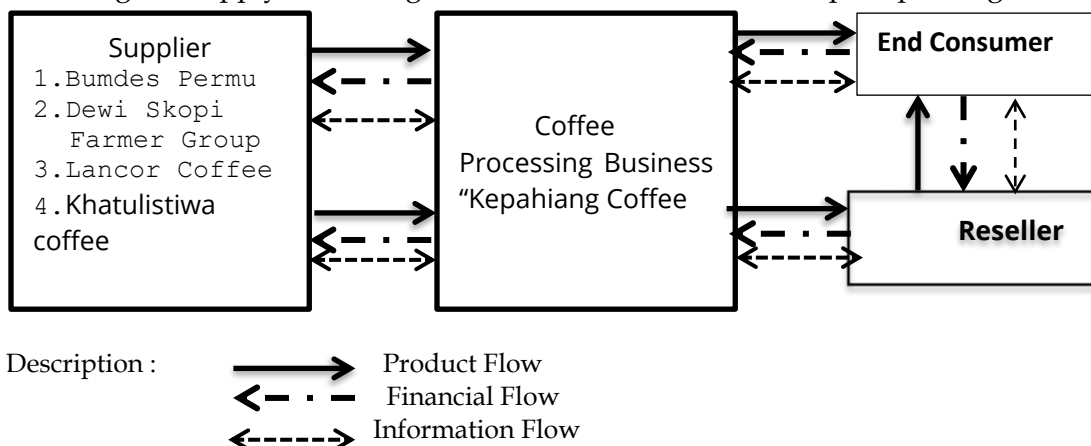 Supplier
1.Bumdes Permu
2.Dewi Skopi
Farmer Group
3.Lancor Coffee
4.Khatulistiwa
coffee
Coffee
Processing Business
“Kepahiang Coffee
End Consumer
Reseller
Description :
Product Flow
Financial Flow
Information Flow